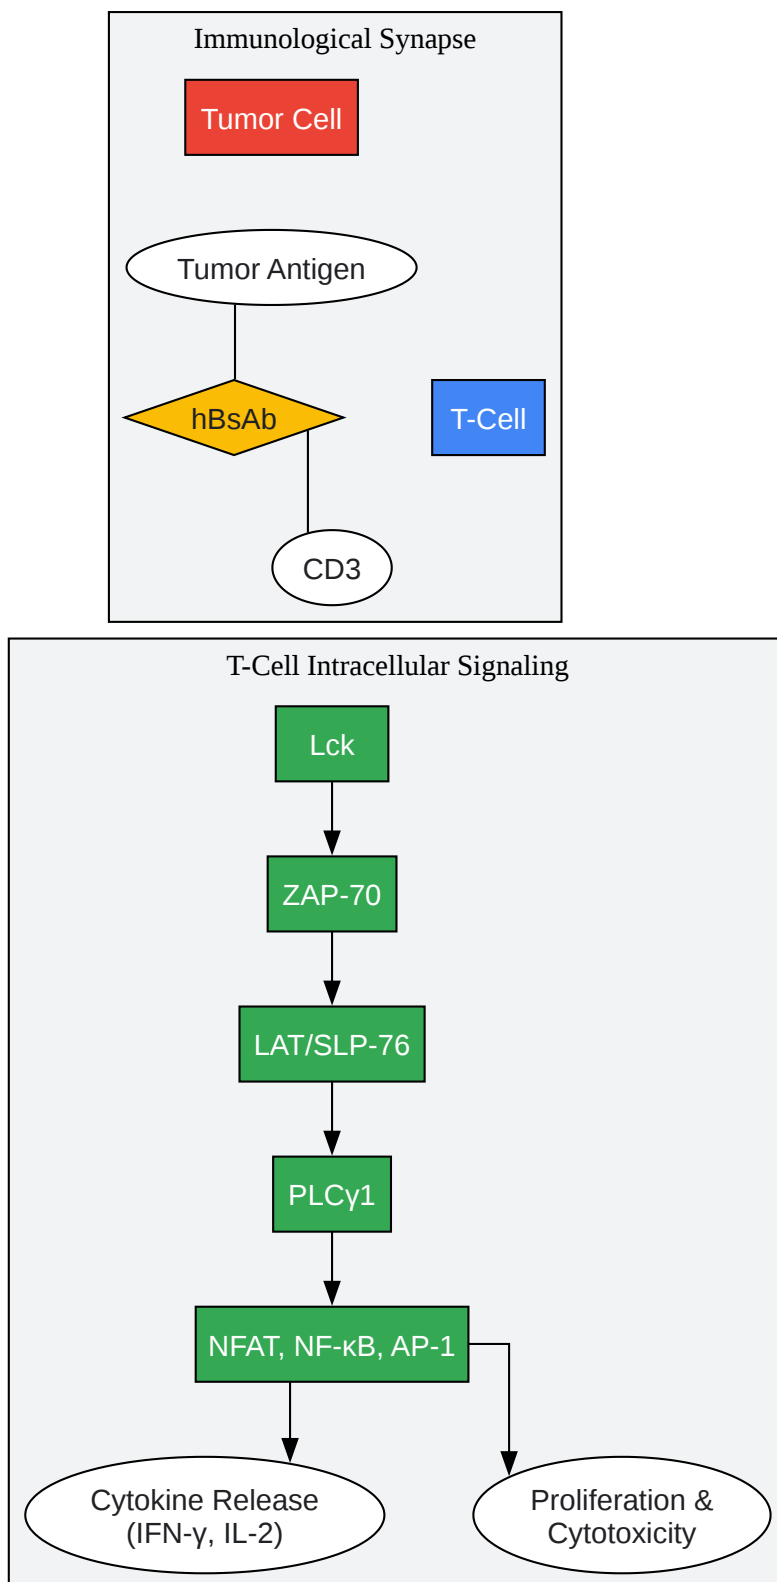 Immunological Synapse
Tumor Cell
Tumor Antigen
hBsAb
T-Cell
CD3
T-Cell Intracellular Signaling
Lck
ZAP-70
LAT/SLP-76
PLCγ1
NFAT, NF-κB, AP-1
Cytokine Release
(IFN-γ, IL-2)
Proliferation &
Cytotoxicity